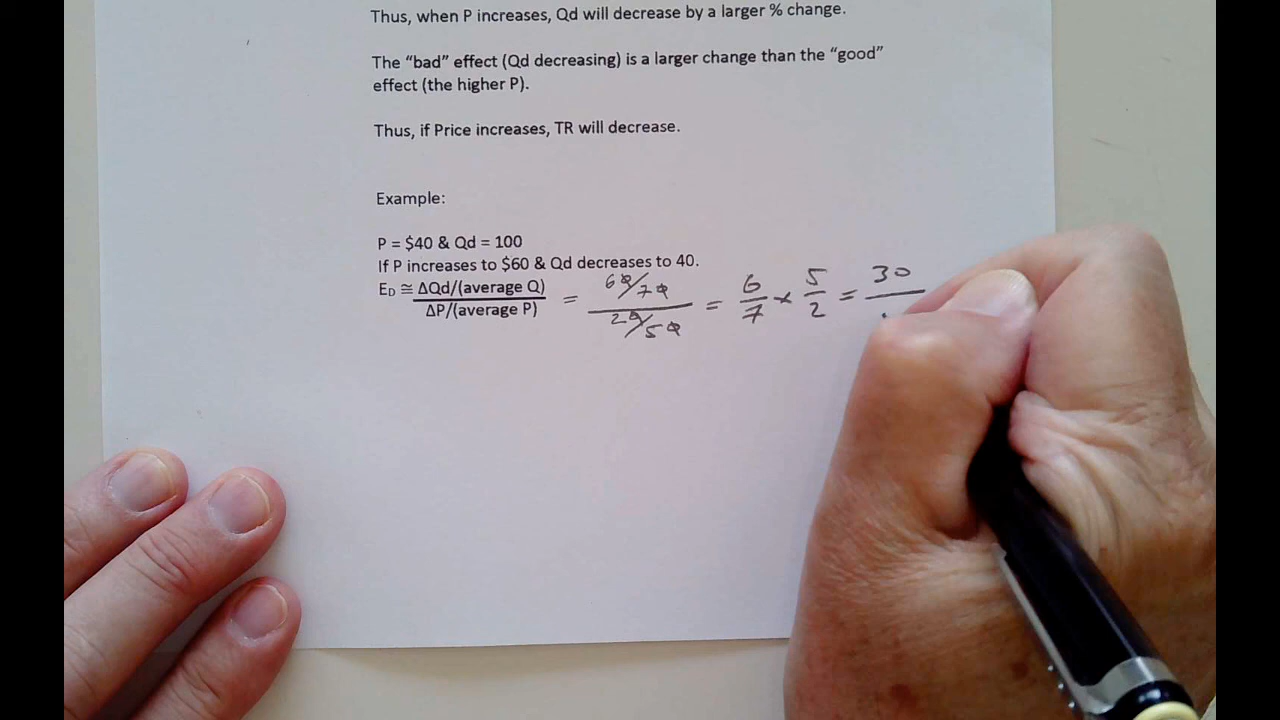 Thus, when P increases, Qd will decrease by a larger % change.
The “bad” effect (Qd decreasing) is a larger change than the “good”
effect (the higher P).
Thus, if Price increases, TR will decrease.
Example:
P = $40 & Qd = 100
If P increases to $60 & Qd decreases to 40.
E_D ≅ ΔQd/(average Q) / ΔP/(average P) = 60/70 / 20/50 = 6/7 × 5/2 = 30